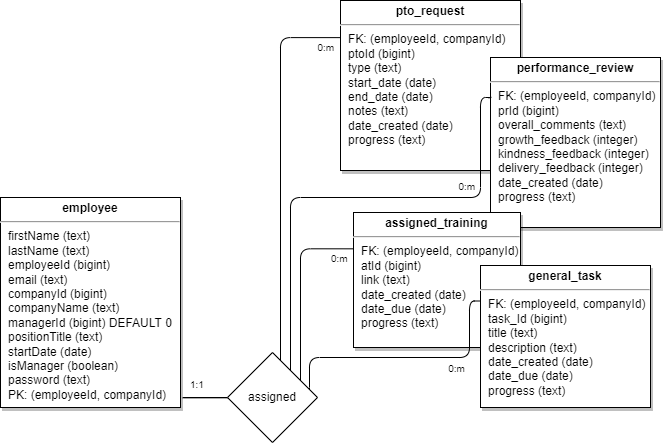 pto_request
FK: (employeeId, companyId)
ptoId (bigint)
type (text)
start_date (date)
end_date (date)
notes (text)
date_created (date)
progress (text)
0:m
performance_review
FK: (employeeId, companyId)
prId (bigint)
overall_comments (text)
growth_feedback (integer)
kindness_feedback (integer)
delivery_feedback (integer)
date_created (date)
progress (text)
0:m
employee
firstName (text)
lastName (text)
employeeId (bigint)
email (text)
companyId (bigint)
companyName (text)
managerId (bigint) DEFAULT 0
positionTitle (text)
startDate (date)
isManager (boolean)
password (text)
PK: (employeeId, companyId)
assigned_training
FK: (employeeId, companyId)
atId (bigint)
link (text)
date_created (date)
date_due (date)
progress (text)
0:m
general_task
FK: (employeeId, companyId)
task_Id (bigint)
title (text)
description (text)
date_created (date)
date_due (date)
progress (text)
0:m
1:1
assigned